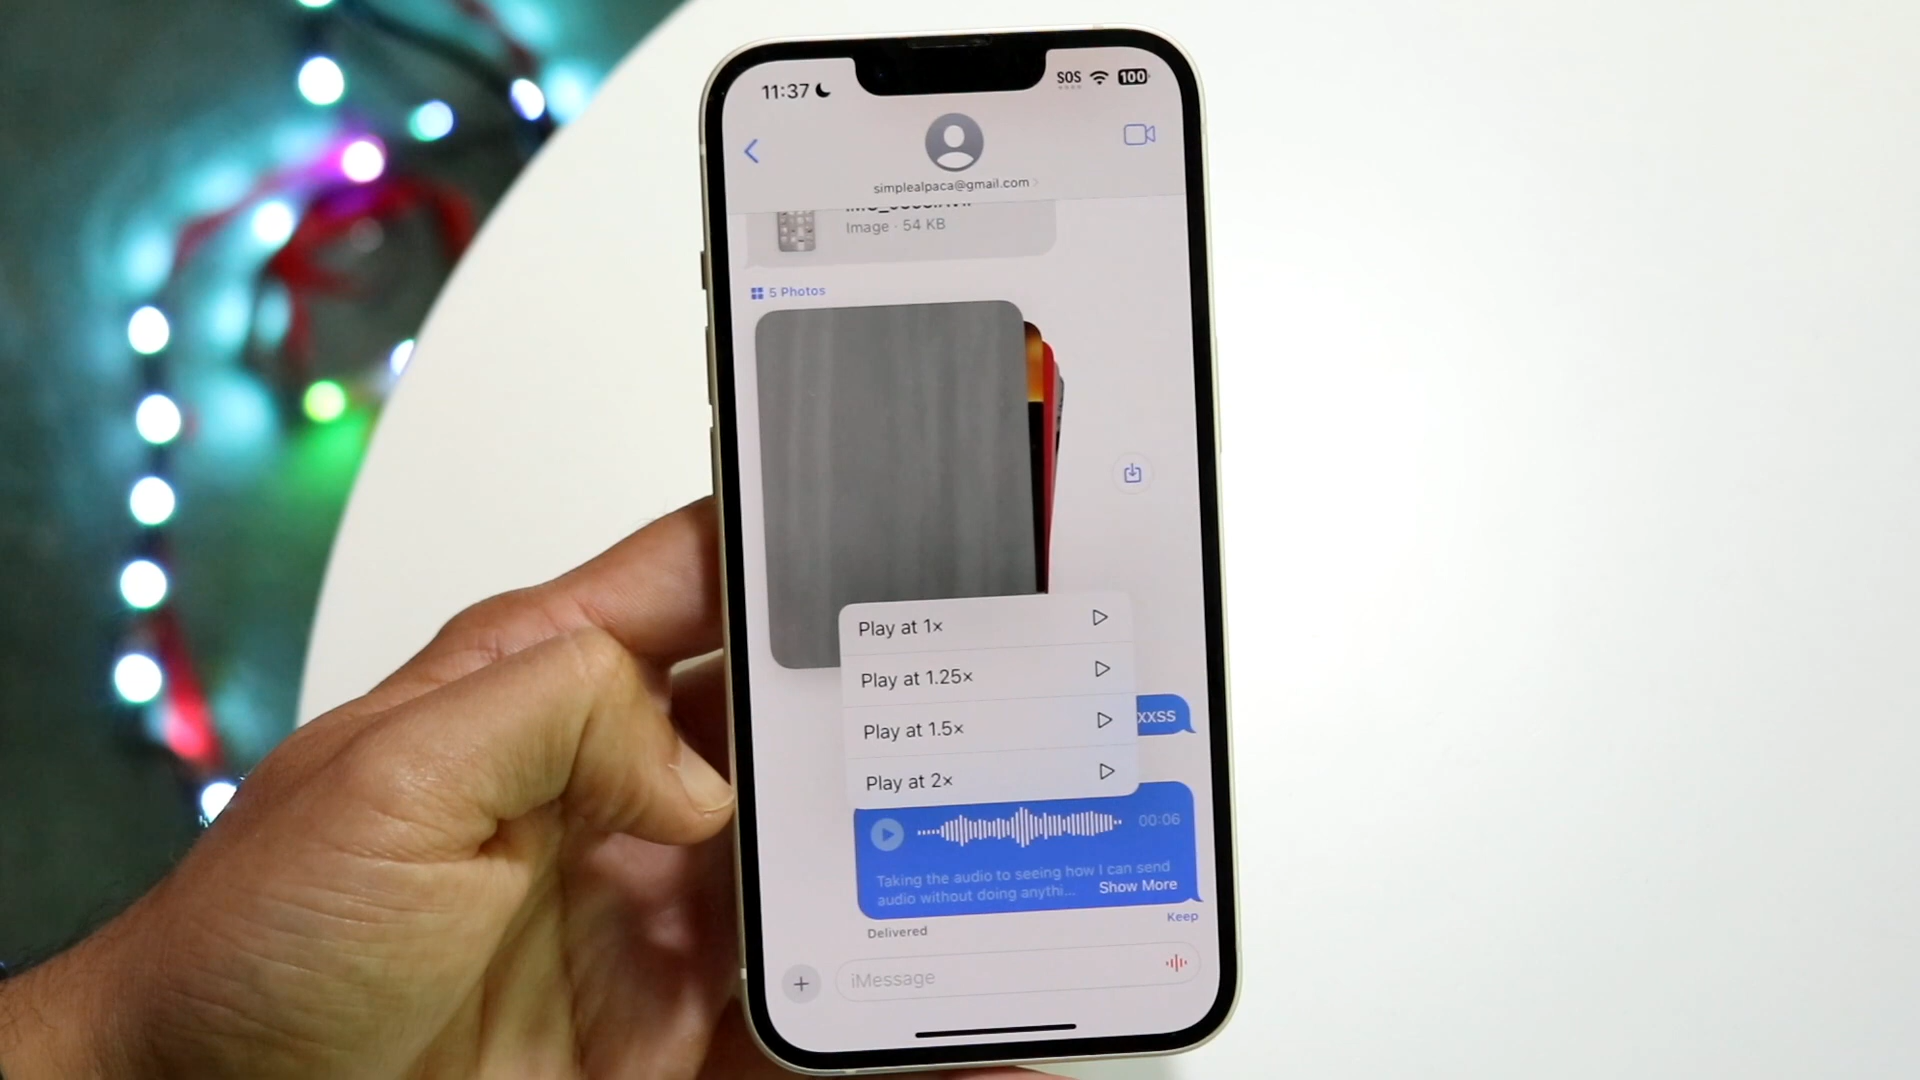 11:37
SOS
100
simplealpaca@gmail.com
Image · 54 KB
5 Photos
Play at 1×
Play at 1.25×
Play at 1.5×
Play at 2×
xxss
00:06
Taking the audio to seeing how I can send
audio without doing anythi... Show More
Keep
Delivered
iMessage